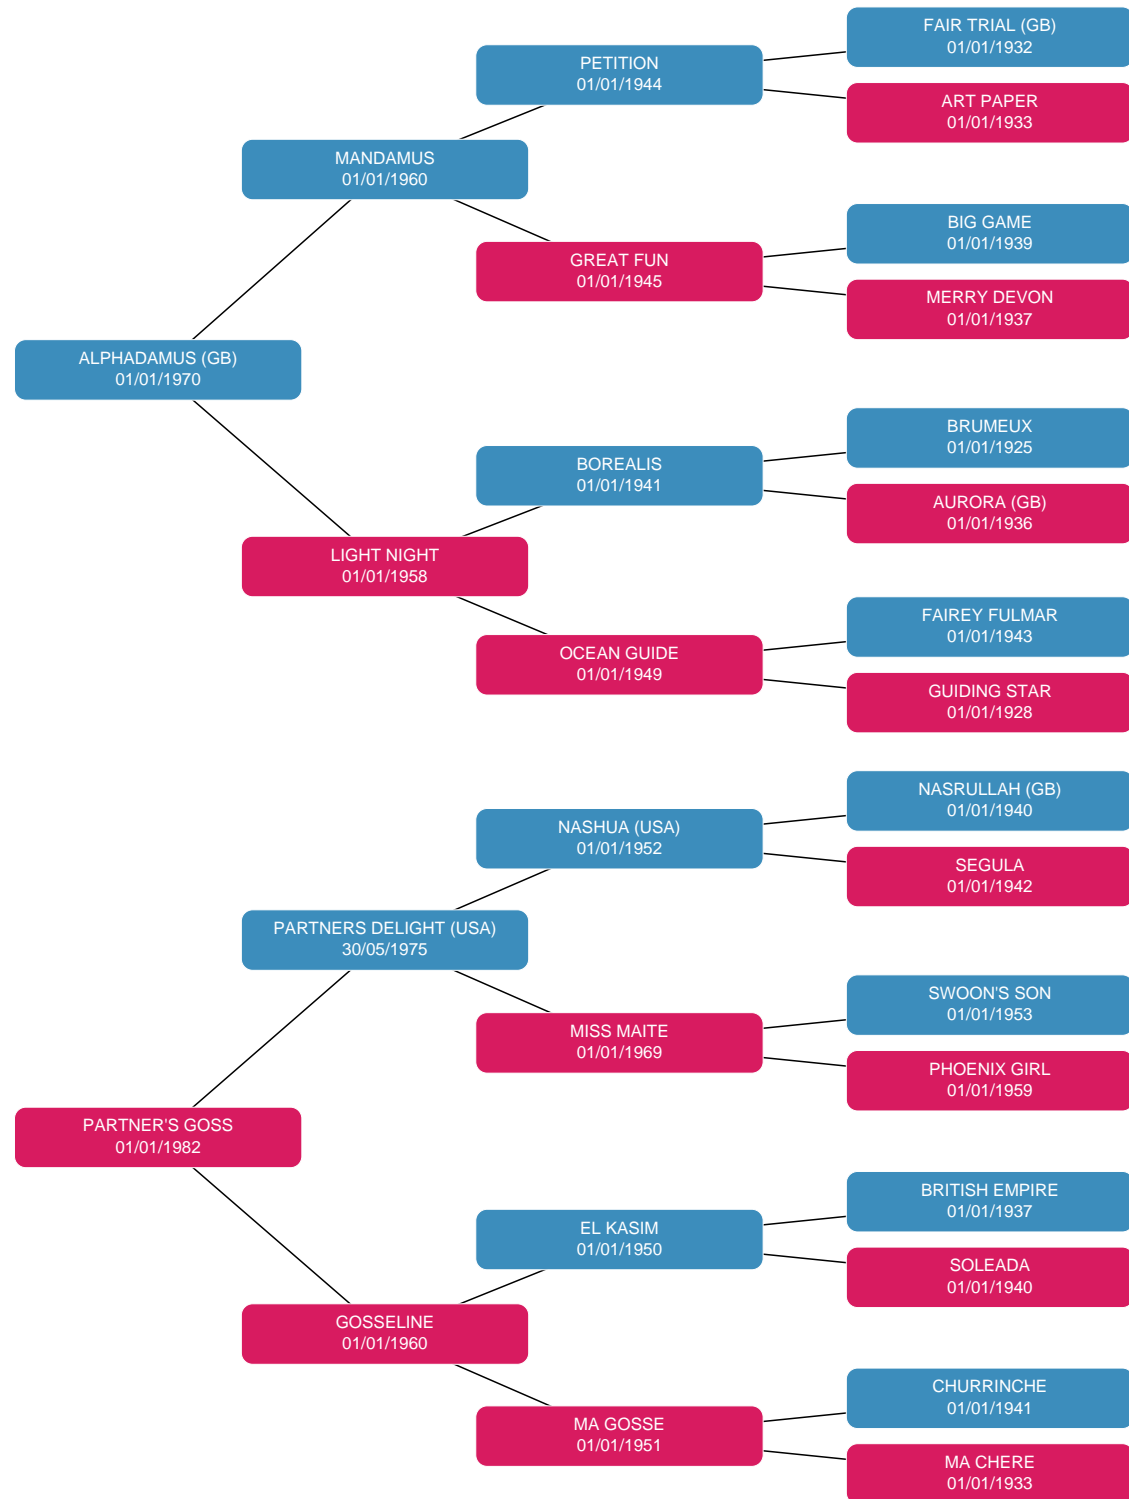 FAIR TRIAL (GB)
01/01/1932
PETITION
01/01/1944
ART PAPER
01/01/1933
MANDAMUS
01/01/1960
BIG GAME
01/01/1939
GREAT FUN
01/01/1945
MERRY DEVON
01/01/1937
ALPHADAMUS (GB)
01/01/1970
BRUMEUX
01/01/1925
BOREALIS
01/01/1941
AURORA (GB)
01/01/1936
LIGHT NIGHT
01/01/1958
FAIREY FULMAR
01/01/1943
OCEAN GUIDE
01/01/1949
GUIDING STAR
01/01/1928
NASRULLAH (GB)
01/01/1940
NASHUA (USA)
01/01/1952
SEGULA
01/01/1942
PARTNERS DELIGHT (USA)
30/05/1975
SWOON'S SON
01/01/1953
MISS MAITE
01/01/1969
PHOENIX GIRL
01/01/1959
PARTNER'S GOSS
01/01/1982
BRITISH EMPIRE
01/01/1937
EL KASIM
01/01/1950
SOLEADA
01/01/1940
GOSSELINE
01/01/1960
CHURRINCHE
01/01/1941
MA GOSSE
01/01/1951
MA CHERE
01/01/1933